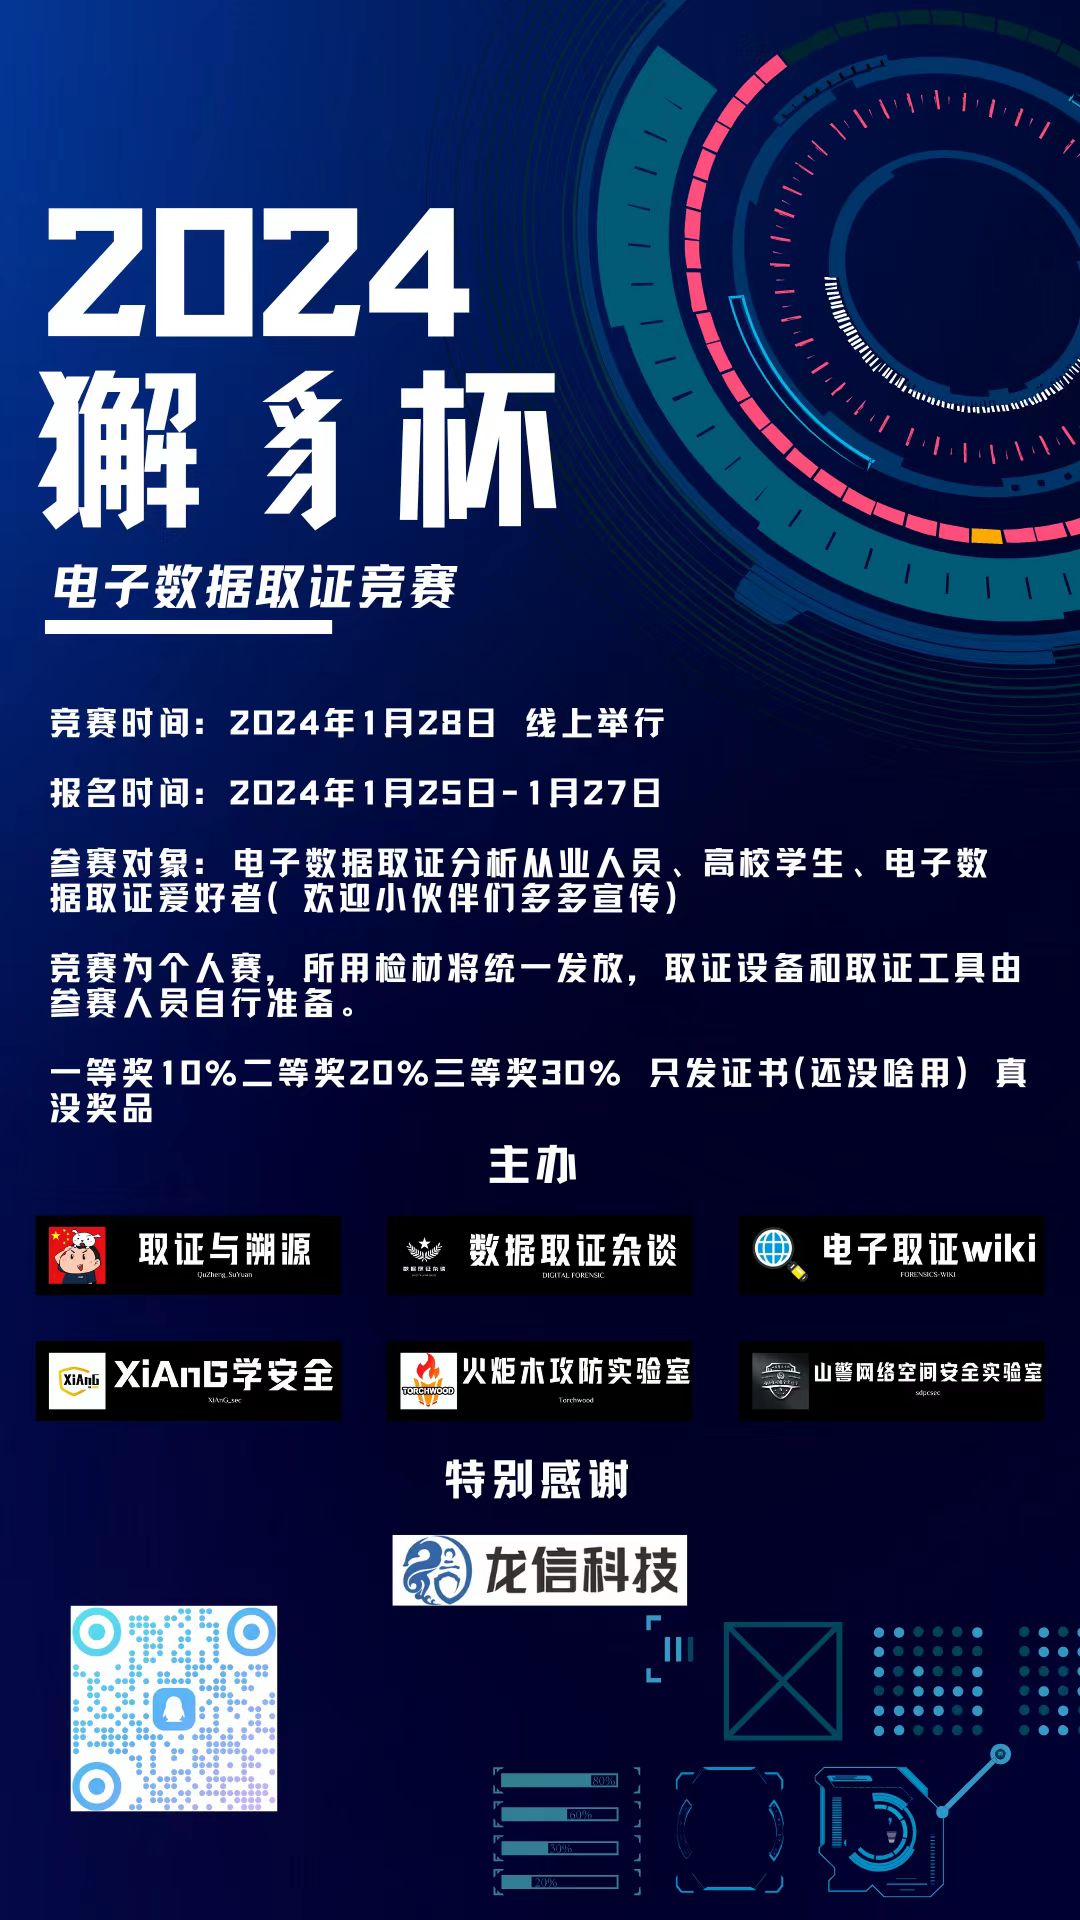 2024
獬豸杯
电子数据取证竞赛
竞赛时间：2024年1月28日 线上举行
报名时间：2024年1月25日-1月27日
参赛对象：电子数据取证分析从业人员、高校学生、电子数
据取证爱好者( 欢迎小伙伴们多多宣传)
竞赛为个人赛，所用检材将统一发放，取证设备和取证工具由
参赛人员自行准备。
一等奖10%二等奖20%三等奖30% 只发证书(还没啥用) 真
没奖品
主办
取证与溯源
QuZheng_SuYuan
数据取证杂谈
数据取证杂谈
DIGITAL FORENSIC
电子取证wiki
FORENSICS-WIKI
XiAnG
XiAnG学安全
XiAnG_sec
TORCHWOOD
火炬木攻防实验室
Torchwood
山警网络空间安全实验室
sdpcsec
特别感谢
龙信科技
80%
60%
30%
20%